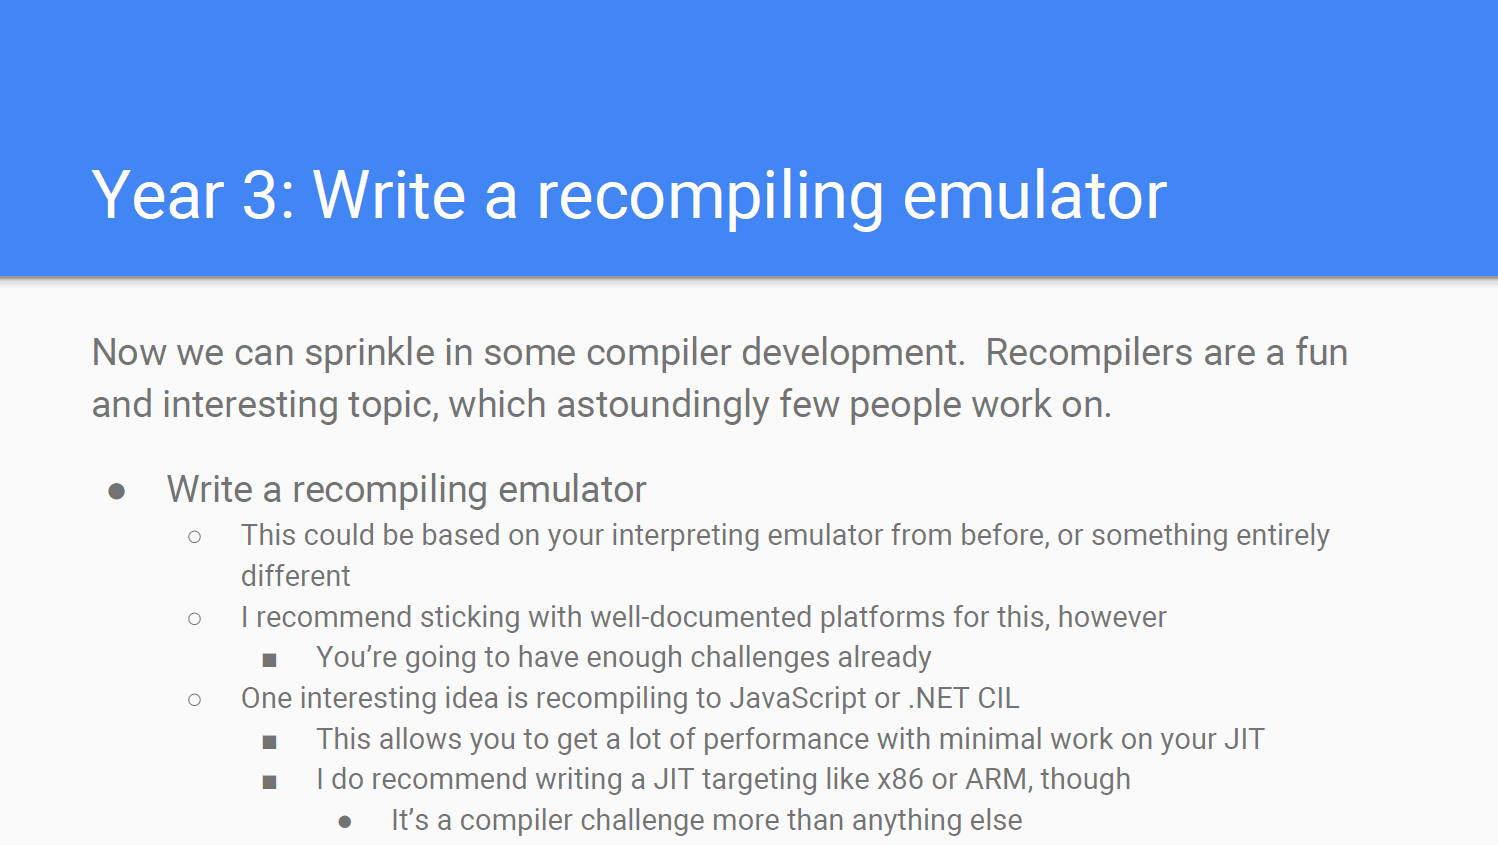 Year 3: Write a recompiling emulator
Now we can sprinkle in some compiler development.  Recompilers are a fun
and interesting topic, which astoundingly few people work on.
● Write a recompiling emulator
○ This could be based on your interpreting emulator from before, or something entirely
different
○ I recommend sticking with well-documented platforms for this, however
■ You’re going to have enough challenges already
○ One interesting idea is recompiling to JavaScript or .NET CIL
■ This allows you to get a lot of performance with minimal work on your JIT
■ I do recommend writing a JIT targeting like x86 or ARM, though
● It’s a compiler challenge more than anything else